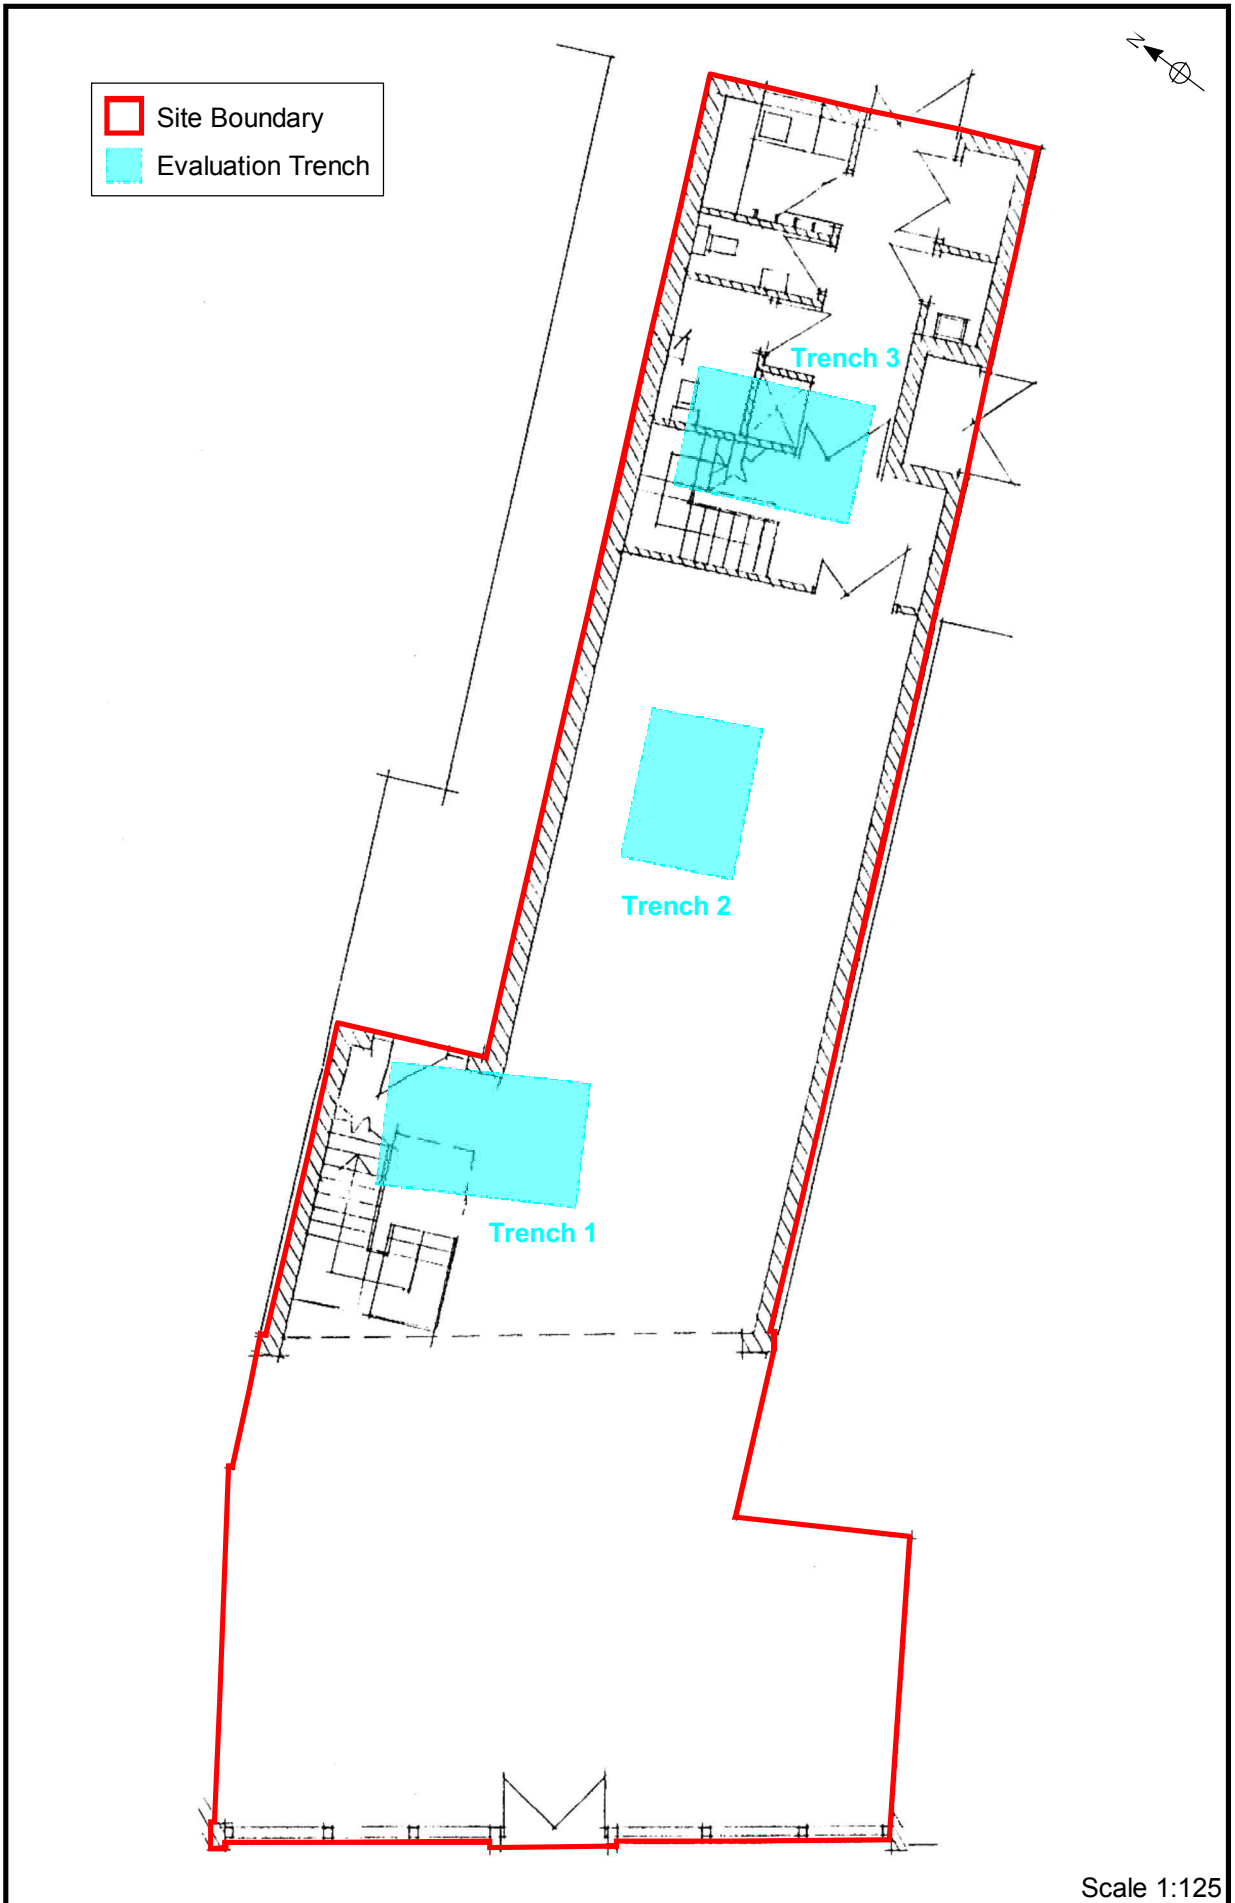 N
Site Boundary
Evaluation Trench
Trench 3
Trench 2
Trench 1
Scale 1:125